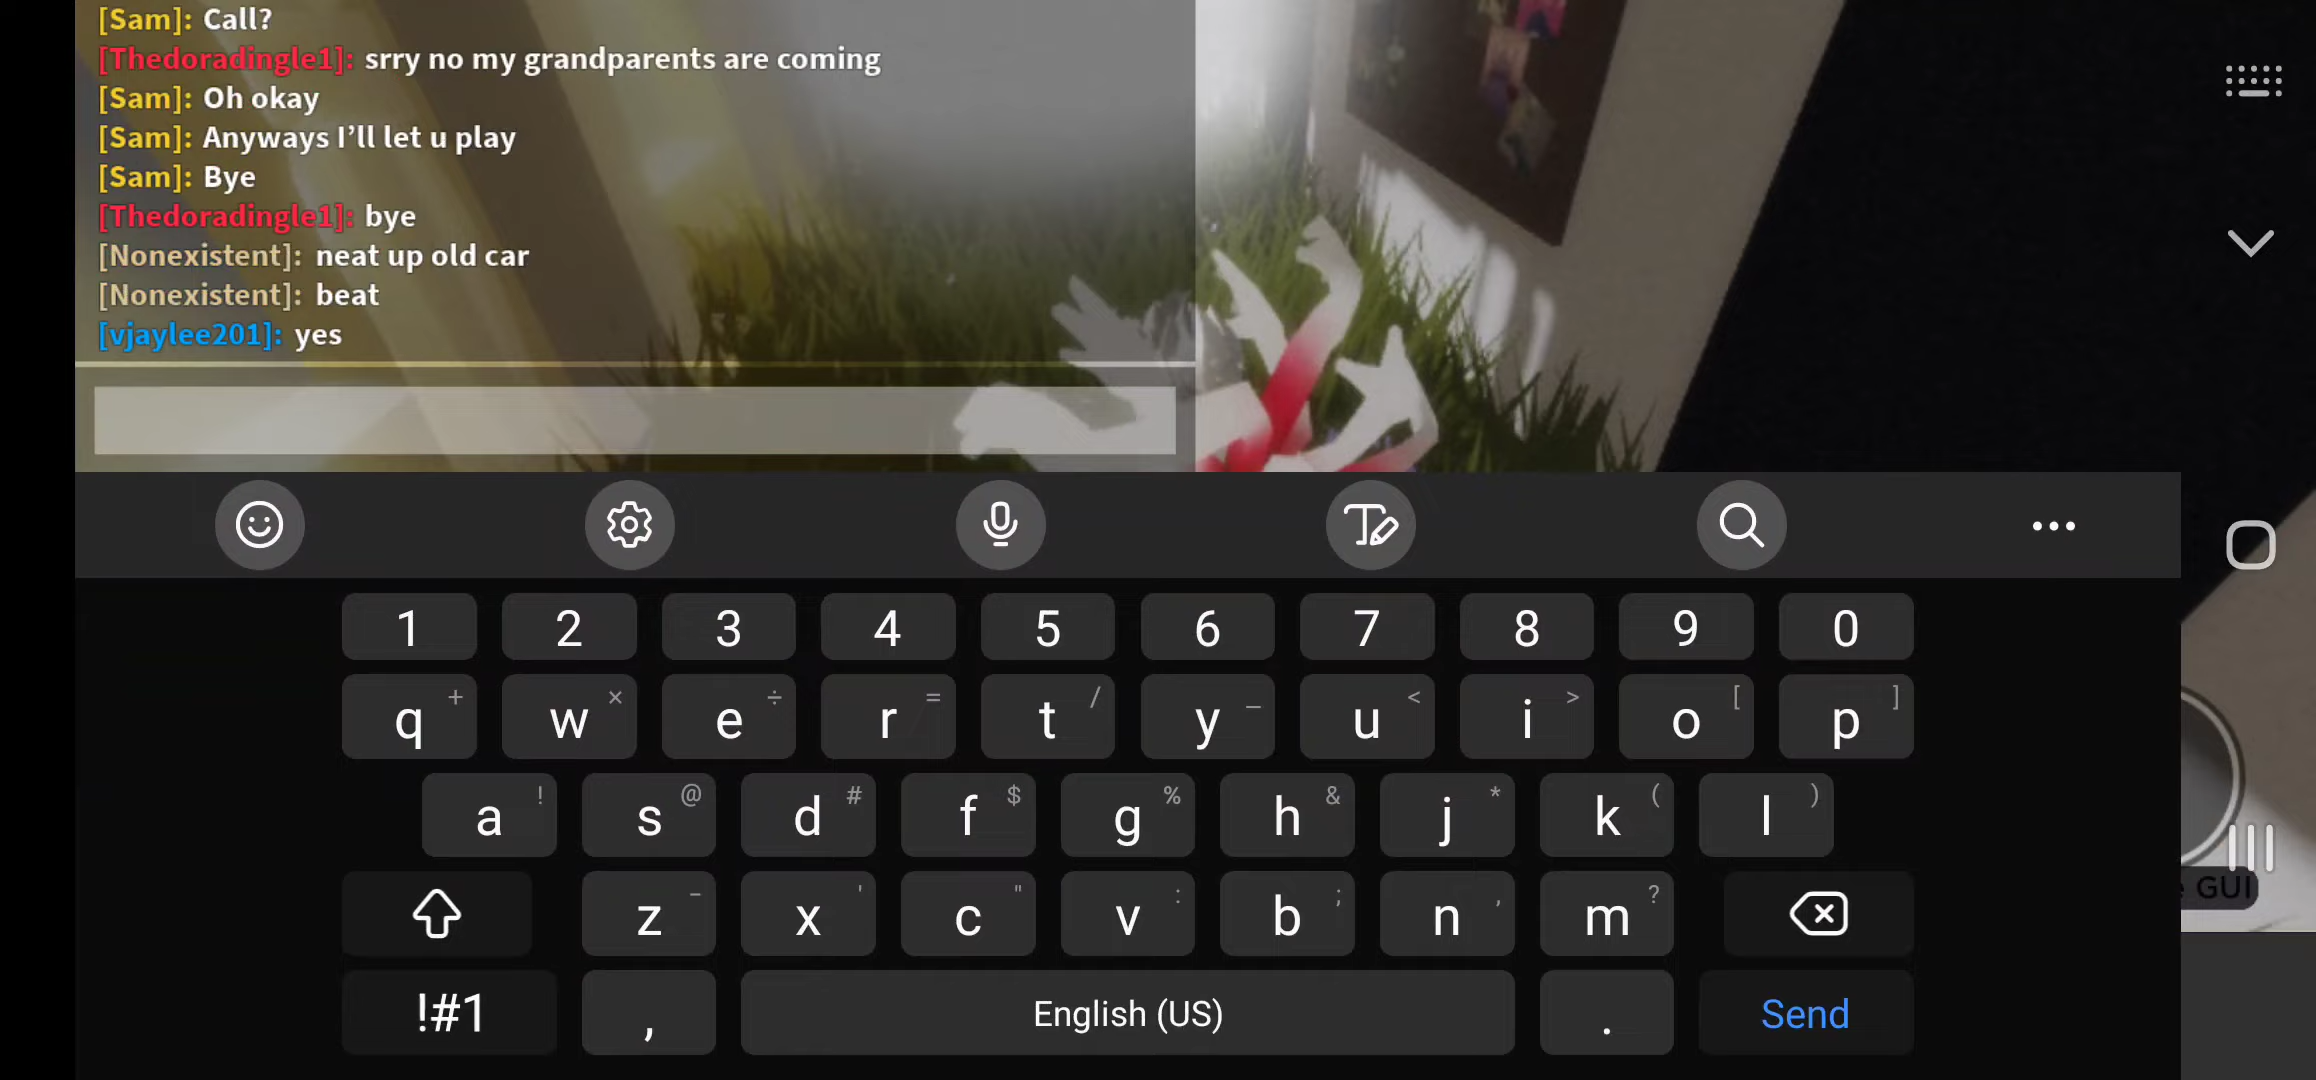 [Sam]: Call?
[Thedoradingle1]: srry no my grandparents are coming
[Sam]: Oh okay
[Sam]: Anyways I’ll let u play
[Sam]: Bye
[Thedoradingle1]: bye
[Nonexistent]: neat up old car
[Nonexistent]: beat
[vjaylee201]: yes
1 2 3 4 5 6 7 8 9 0
q + w × e ÷ r = t / y _ u < i > o [ p ]
a ! s @ d # f $ g % h & j * k ( l )
z - x ' c " v : b ; n , m ?
GUI
!#1 , English (US) . Send